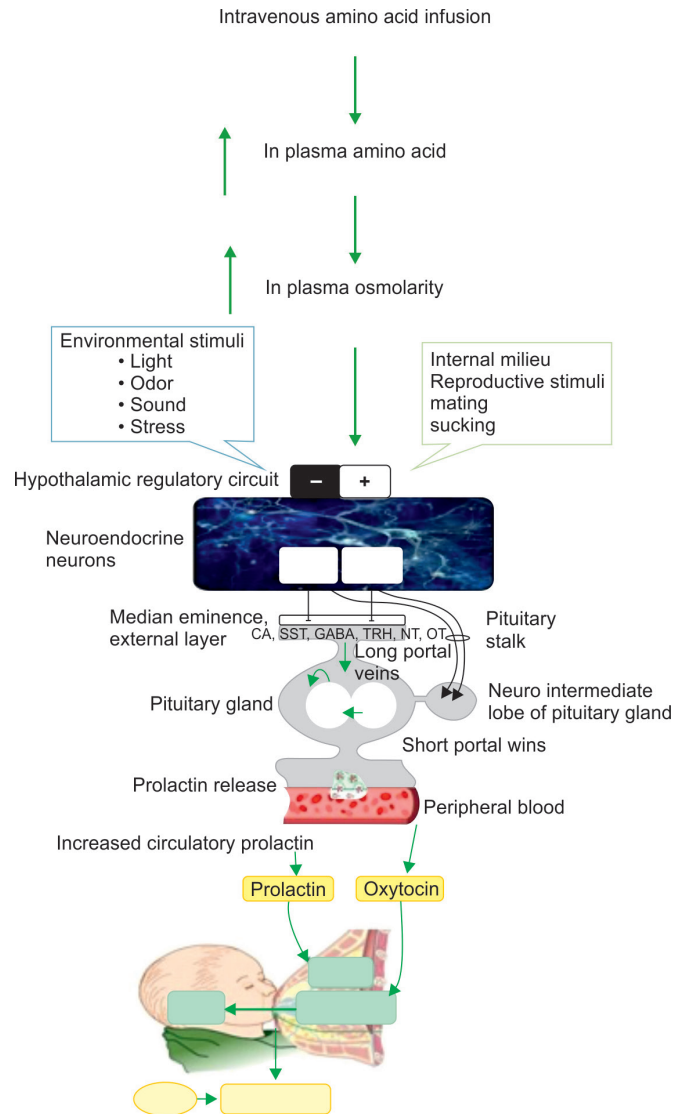 Intravenous amino acid infusion
In plasma amino acid
In plasma osmolarity
Environmental stimuli
• Light
• Odor
• Sound
• Stress
Internal milieu
Reproductive stimuli
mating
sucking
Hypothalamic regulatory circuit
− +
Neuroendocrine
neurons
Median eminence,
external layer
CA, SST, GABA, TRH, NT, OT
Pituitary
stalk
Long portal
veins
Pituitary gland
Neuro intermediate
lobe of pituitary gland
Short portal wins
Prolactin release
Peripheral blood
Increased circulatory prolactin
Prolactin
Oxytocin